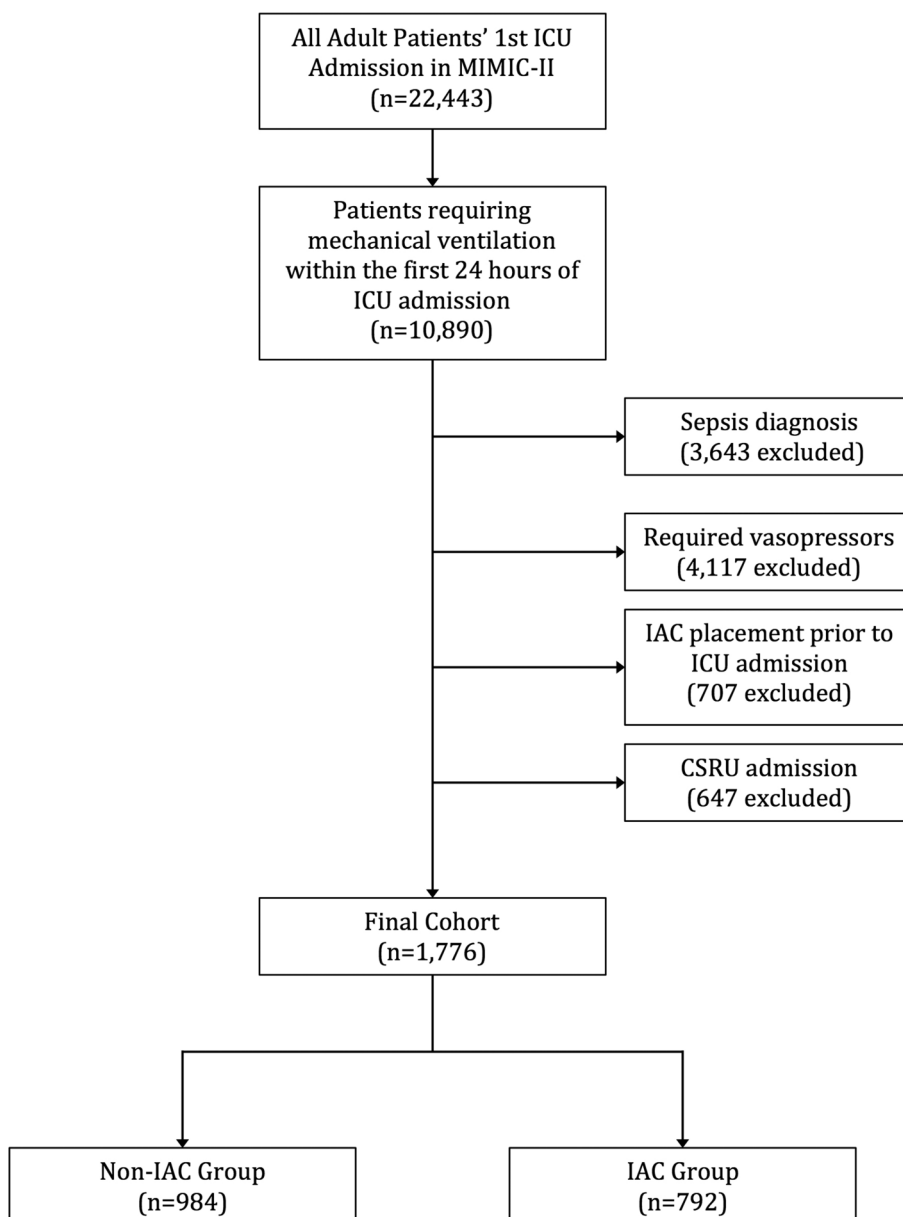 All Adult Patients’ 1st ICU
Admission in MIMIC-II
(n=22,443)
Patients requiring
mechanical ventilation
within the first 24 hours of
ICU admission
(n=10,890)
Sepsis diagnosis
(3,643 excluded)
Required vasopressors
(4,117 excluded)
IAC placement prior to
ICU admission
(707 excluded)
CSRU admission
(647 excluded)
Final Cohort
(n=1,776)
Non-IAC Group
(n=984)
IAC Group
(n=792)